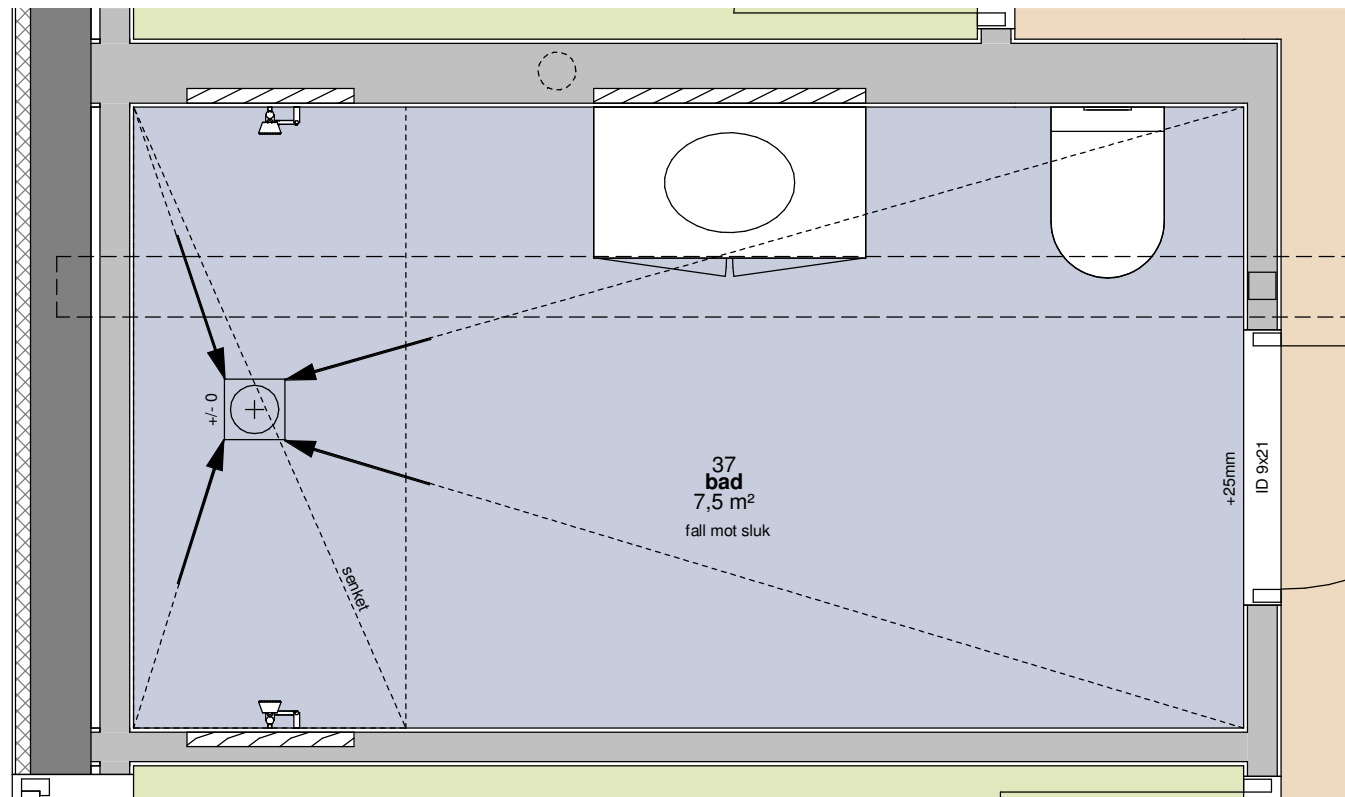 +/- 0
37
bad
7,5 m²
fall mot sluk
+25mm
ID 9x21
senket